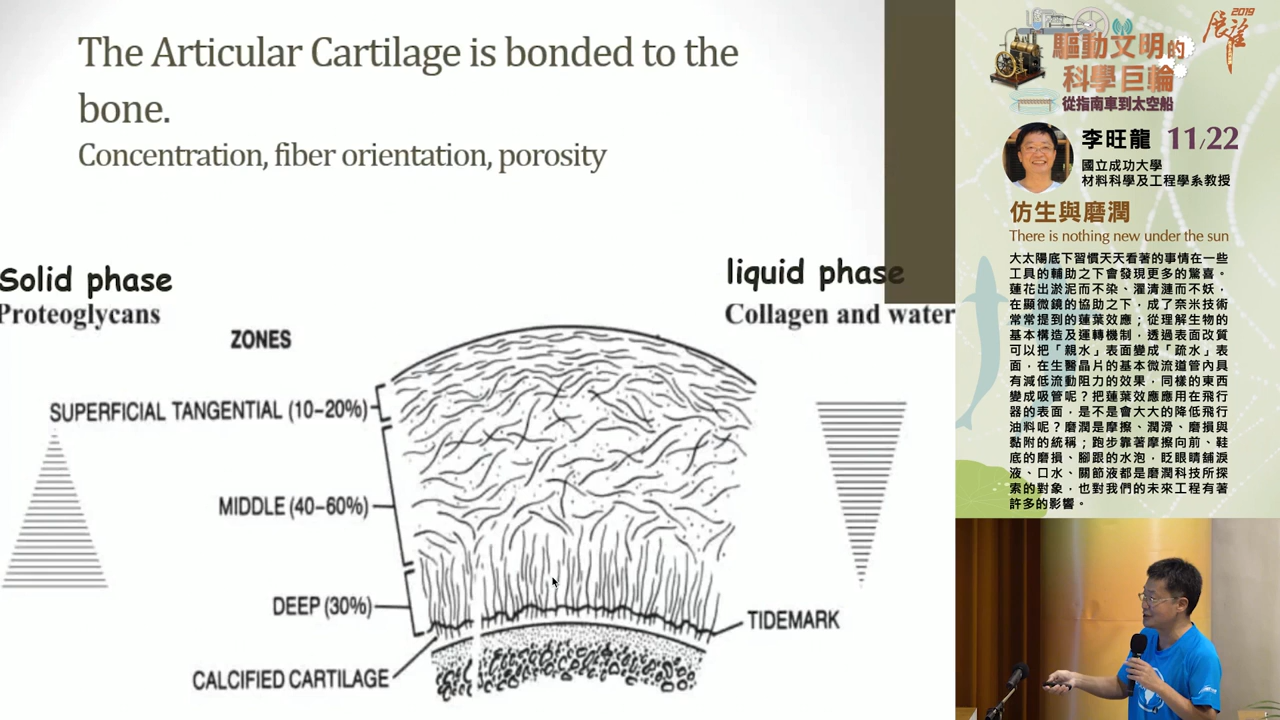 The Articular Cartilage is bonded to the
bone.
Concentration, fiber orientation, porosity
Solid phase
Proteoglycans
liquid phase
Collagen and water
ZONES
SUPERFICIAL TANGENTIAL (10–20%)
MIDDLE (40–60%)
DEEP (30%)
TIDEMARK
CALCIFIED CARTILAGE
2019
展望
驅動文明的
科學巨輪
從指南車到太空船
李旺龍 11/22
國立成功大學
材料科學及工程學系教授
仿生與磨潤
There is nothing new under the sun
大太陽底下習慣天天看著的事情在一些
工具的輔助之下會發現更多的驚喜。
蓮花出淤泥而不染、濯清漣而不妖，
在顯微鏡的協助之下，成了奈米技術
常常提到的蓮葉效應；從理解生物的
基本構造及運轉機制，透過表面改質
可以把「親水」表面變成「疏水」表
面，在生醫晶片的基本微流道管內具
有減低流動阻力的效果，同樣的東西
變成吸管呢？把蓮葉效應應用在飛行
器的表面，是不是會大大的降低飛行
油料呢？磨潤是摩擦、潤滑、磨損與
黏附的統稱；跑步靠著摩擦向前、鞋
底的磨損、腳跟的水泡，眨眼睛舖淚
液、口水、關節液都是磨潤科技所探
索的對象，也對我們的未來工程有著
許多的影響。